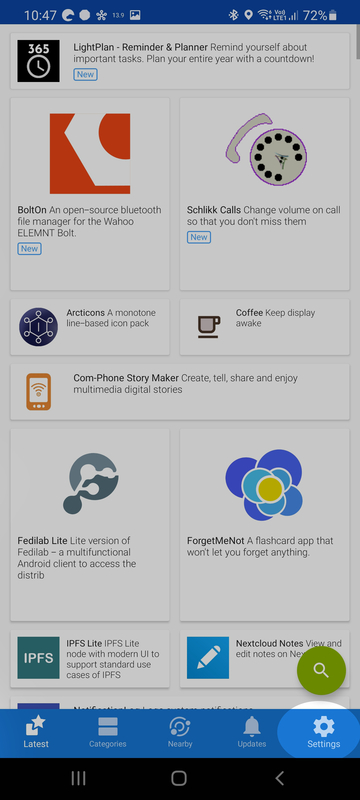 10:47 13,9 Vo) LTE1 72%
365
LightPlan - Reminder & Planner Remind yourself about
important tasks. Plan your entire year with a countdown!
New
BoltOn An open-source bluetooth
file manager for the Wahoo
ELEMNT Bolt.
New
Schlikk Calls Change volume on call
so that you don't miss them
New
Arcticons A monotone
line-based icon pack
Coffee Keep display
awake
Com-Phone Story Maker Create, tell, share and enjoy
multimedia digital stories
Fedilab Lite Lite version of
Fedilab – a multifunctional
Android client to access the
distrib
ForgetMeNot A flashcard app that
won't let you forget anything.
IPFS
IPFS Lite IPFS Lite
node with modern UI to
support standard use
cases of IPFS
Nextcloud Notes View and
edit notes on
Latest
Categories
Nearby
Updates
Settings